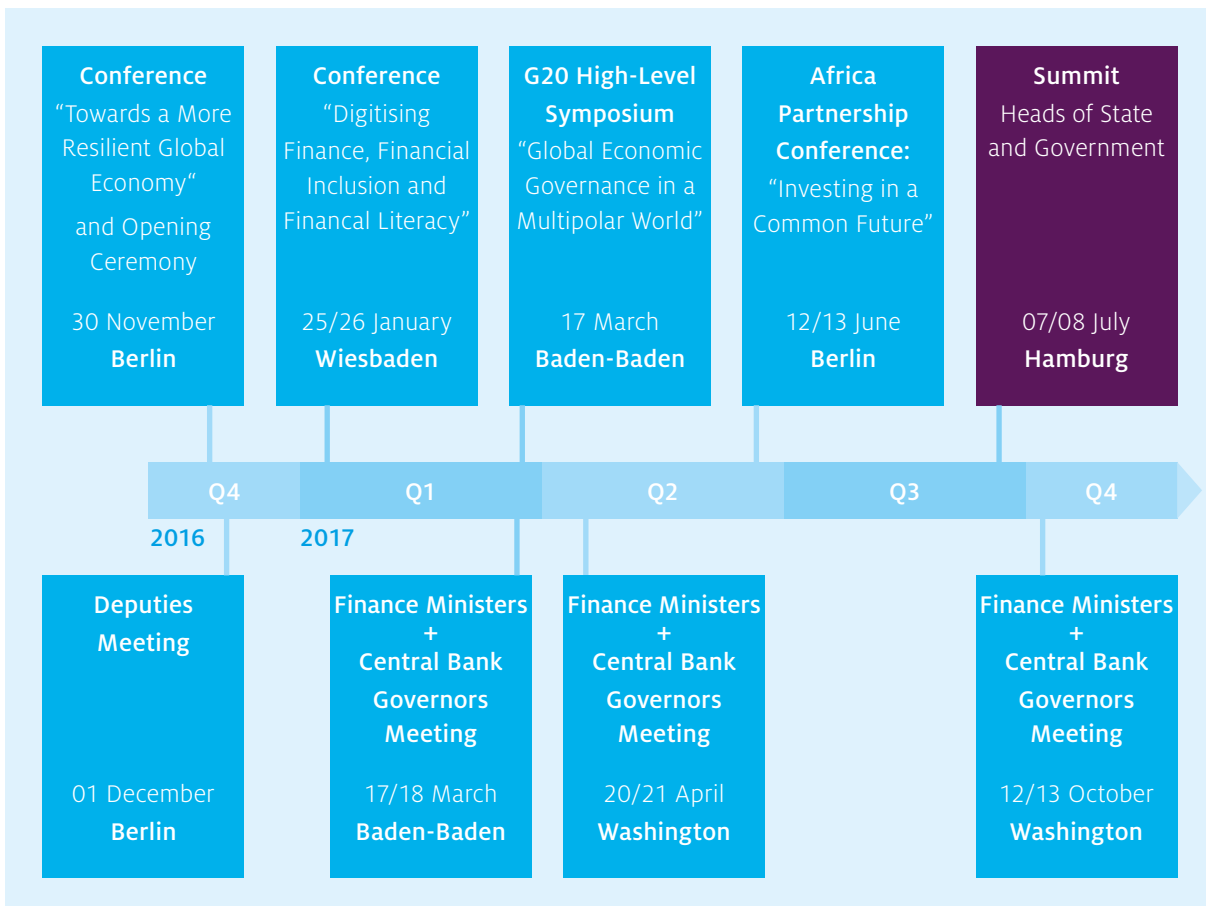 Conference
“Towards a More
Resilient Global
Economy“
and Opening
Ceremony
30 November
Berlin
Conference
“Digitising
Finance, Financial
Inclusion and
Financal Literacy”
25/26 January
Wiesbaden
G20 High-Level
Symposium
“Global Economic
Governance in a
Multipolar World”
17 March
Baden-Baden
Africa
Partnership
Conference:
“Investing in a
Common Future”
12/13 June
Berlin
Summit
Heads of State
and Government
07/08 July
Hamburg
Q4
Q1
Q2
Q3
Q4
2016
2017
Deputies
Meeting
01 December
Berlin
Finance Ministers
+
Central Bank
Governors
Meeting
17/18 March
Baden-Baden
Finance Ministers
+
Central Bank
Governors
Meeting
20/21 April
Washington
Finance Ministers
+
Central Bank
Governors
Meeting
12/13 October
Washington